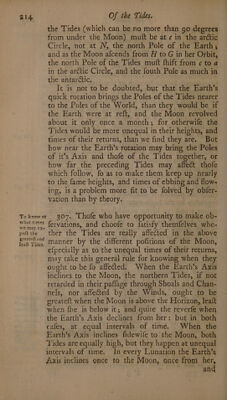 214 Of the Tides.
the Tides (which can be no more than 90 degrees
from under the Moon) muſt be at c in the arctic
Circle, not at N, the north Pole of the Earth;
and as the Moon aſcends from H to G in her Orbit,
the north Pole of the Tides muſt ſhift from c to a
in the arctic Circle, and the ſouth Pole as much in
the antarctic.
It is not to be doubted, but that the Earth's
quick rotation brings the Poles of the Tides nearer
to the Poles of the World, than they would be if
the Earth were at reſt, and the Moon revolved
about it only once a month; for otherwiſe the
Tides would be more unequal in their heights, and
times of their returns, than we find they are. But
how near the Earth's rotation may bring the Poles
of it's Axis and thoſe of the Tides together, or
how far the preceding Tides may affect thoſe
which follow, ſo as to make them keep up nearly
to the ſame heights, and times of ebbing and flow-
ing, is a problem more fit to be ſolved by obſer-
vation than by theory.
To know at
what times
we may ex-
pect the
greateſt and
leaſt Tides.
307. Thoſe who have opportunity to make ob-
ſervations, and chooſe to ſatisfy themſelves whe-
ther the Tides are really affected in the above
manner by the different poſitions of the Moon,
eſpecially as to the unequal times of their returns,
may take this general rule for knowing when they
ought to be ſo affected. When the Earth's Axis
inclines to the Moon, the northern Tides, if not
retarded in their paſſage through Shoals and Chan-
nels, nor affected by the Winds, ought to be
greateſt when the Moon is above the Horizon, leaſt
when ſhe is below it; and quite the reverſe when
the Earth's Axis declines from her: but in both
caſes, at equal intervals of time. When the
Earth's Axis inclines ſidewiſe to the Moon, both
Tides are equally high, but they happen at unequal
intervals of time. In every Lunation the Earth's
Axis inclines once to the Moon, once from her,
and